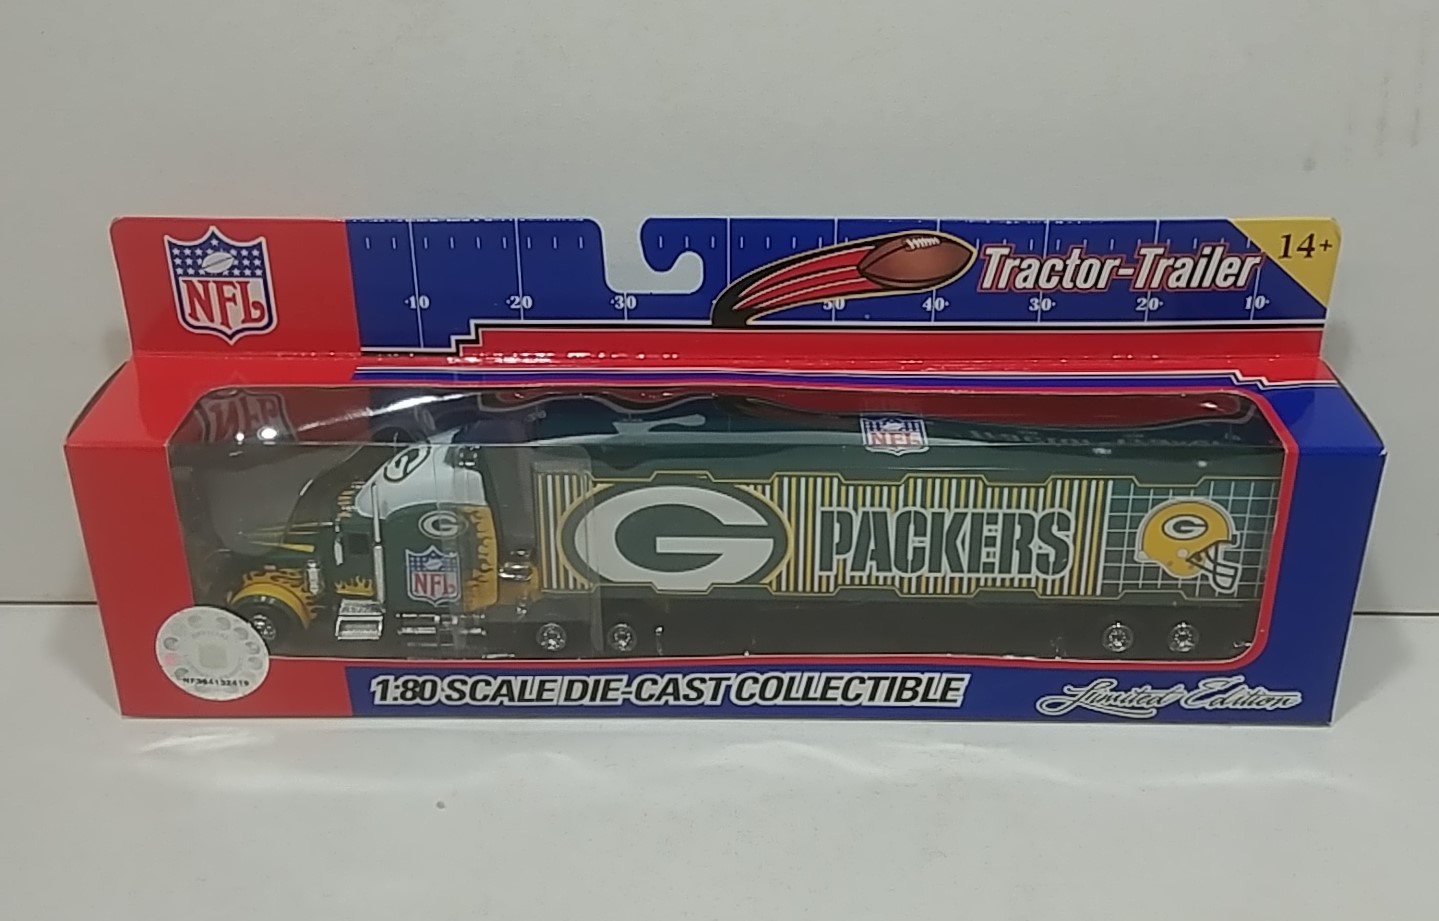 NFL
·10
·20
·30
50
40·
30·
20·
10·
Tractor-Trailer
14+
NFL
G
G
NFL
G
PACKERS
G
1:80 SCALE DIE-CAST COLLECTIBLE
Limited Edition